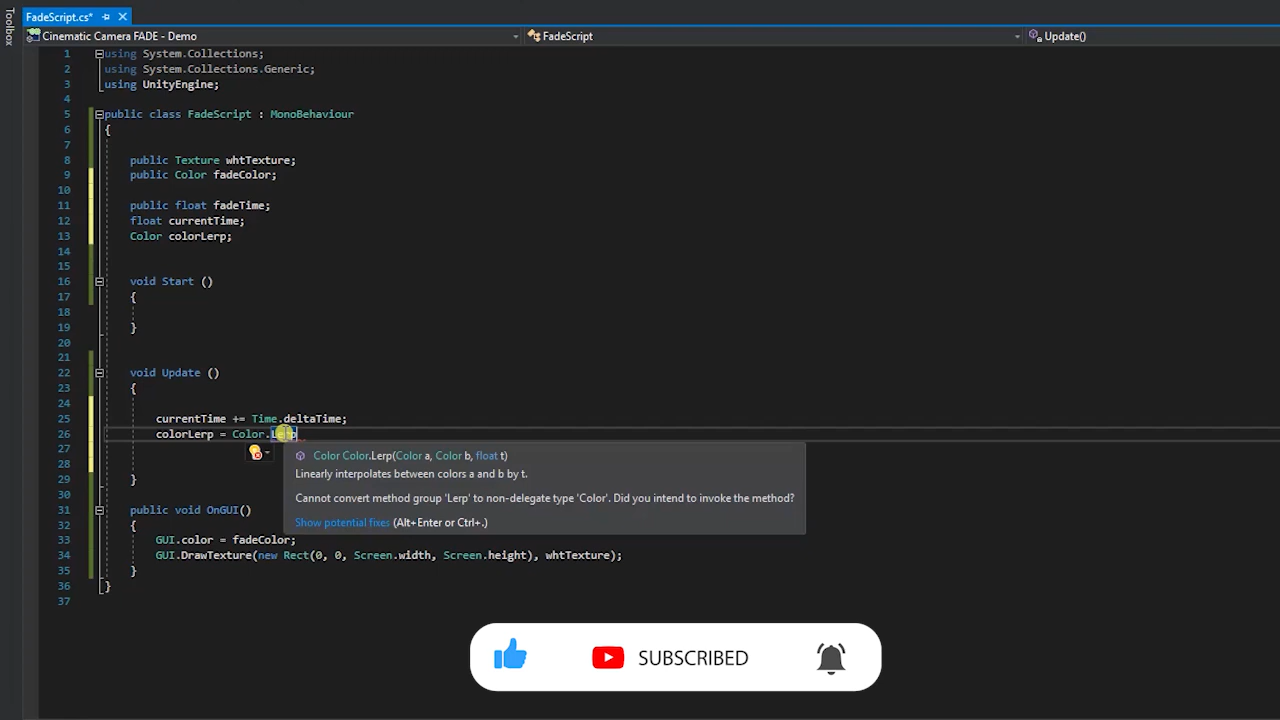 Toolbox
FadeScript.cs*
Cinematic Camera FADE - Demo
FadeScript
Update()
1 using System.Collections;
2 using System.Collections.Generic;
3 using UnityEngine;
4
5 public class FadeScript : MonoBehaviour
6 {
7
8 public Texture whtTexture;
9 public Color fadeColor;
10
11 public float fadeTime;
12 float currentTime;
13 Color colorLerp;
14
15
16 void Start ()
17 {
18
19 }
20
21
22 void Update ()
23 {
24
25 currentTime += Time.deltaTime;
26 colorLerp = Color.Lerp
27
28
29 }
30
31 public void OnGUI()
32 {
33 GUI.color = fadeColor;
34 GUI.DrawTexture(new Rect(0, 0, Screen.width, Screen.height), whtTexture);
35 }
36 }
37
Color Color.Lerp(Color a, Color b, float t)
Linearly interpolates between colors a and b by t.
Cannot convert method group 'Lerp' to non-delegate type 'Color'. Did you intend to invoke the method?
Show potential fixes (Alt+Enter or Ctrl+.)
SUBSCRIBED